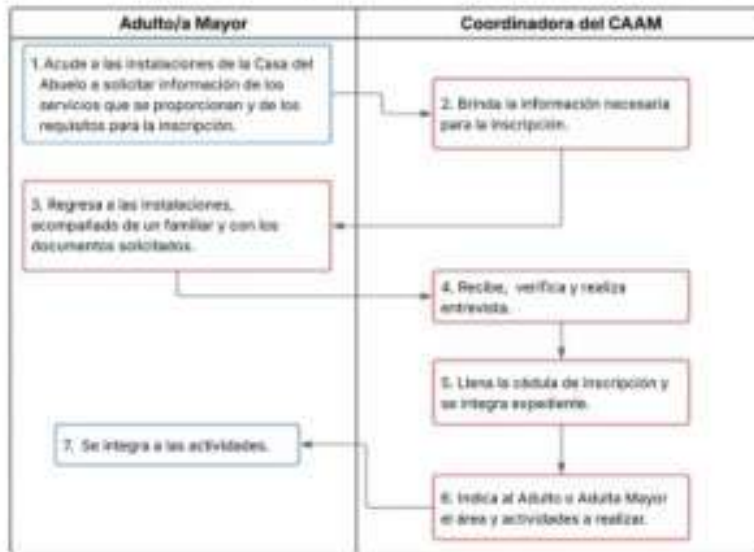 Adulto/a Mayor
Coordinadora del CAAM
1. Acude a las instalaciones de la Casa del
Abuelo a solicitar información de los
servicios que se proporcionan y de los
requisitos para la inscripción.
2. Brinda la información necesaria
para la inscripción.
3. Regresa a las instalaciones,
acompañado de un familiar y con los
documentos solicitados.
4. Recibe, verifica y realiza
entrevista.
5. Llena la cédula de inscripción y
se integra expediente.
6. Indica al Adulto o Adulta Mayor
el área y actividades a realizar.
7. Se integra a las actividades.